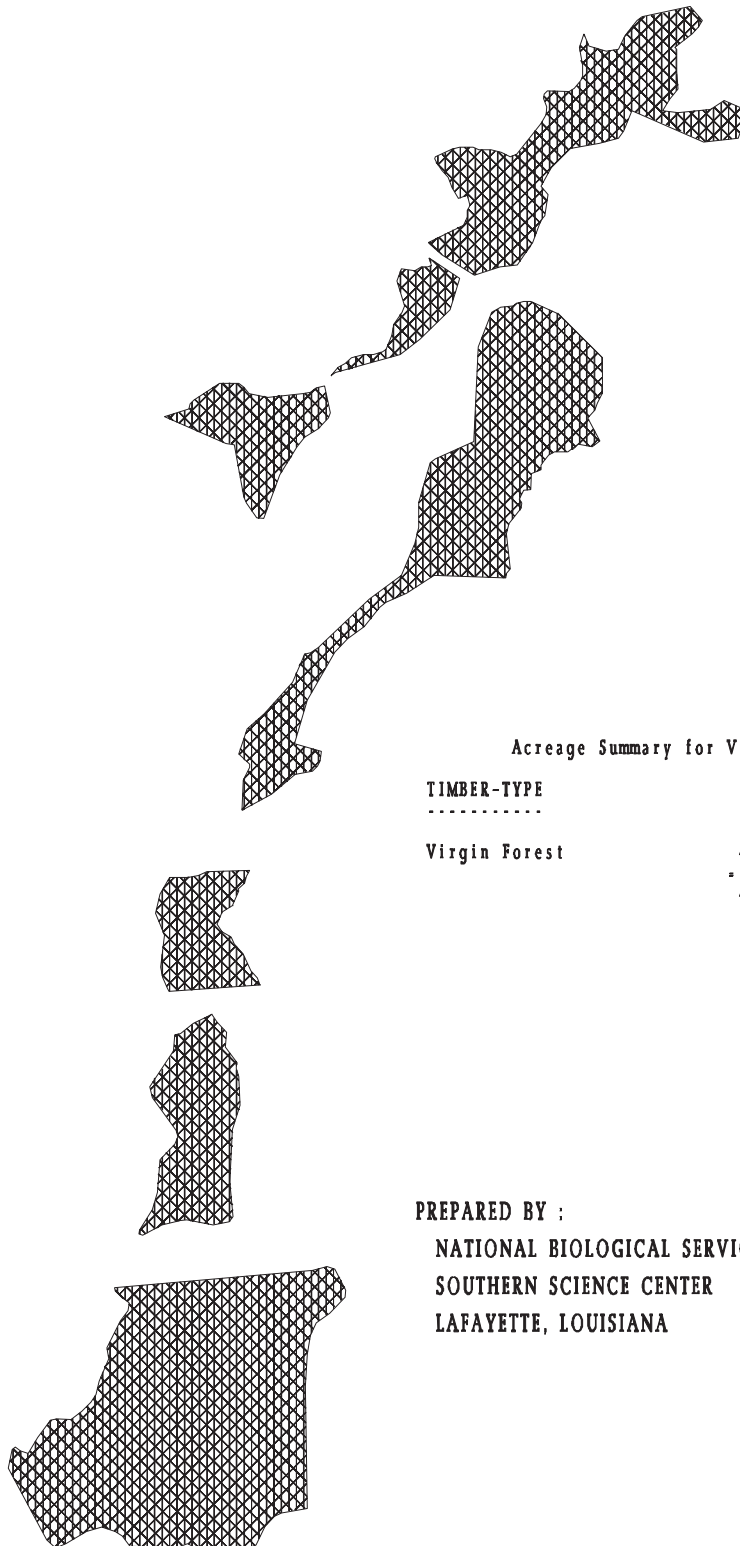 Acreage Summary for V
TIMBER-TYPE
-----------
Virgin Forest
PREPARED BY :
NATIONAL BIOLOGICAL SERVI
SOUTHERN SCIENCE CENTER
LAFAYETTE, LOUISIANA